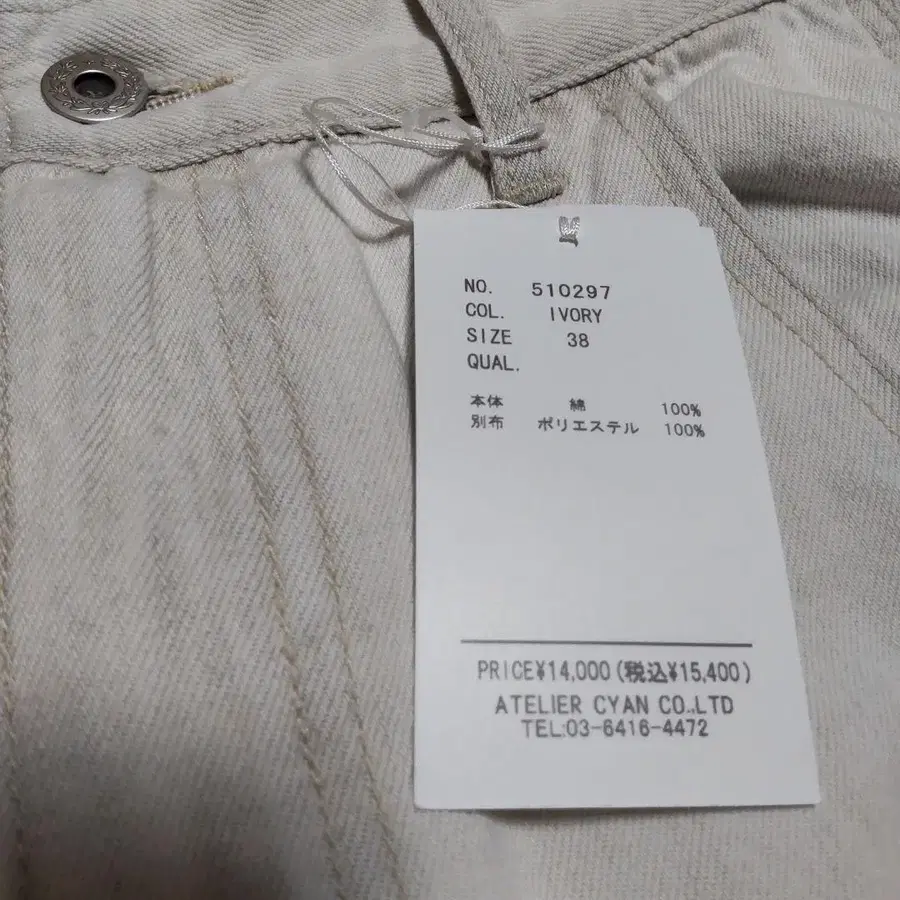 NO. 510297
COL. IVORY
SIZE 38
QUAL.
本体 綿 100%
別布 ポリエステル 100%
PRICE¥14,000(税込¥15,400)
ATELIER CYAN CO.,LTD
TEL:03-6416-4472